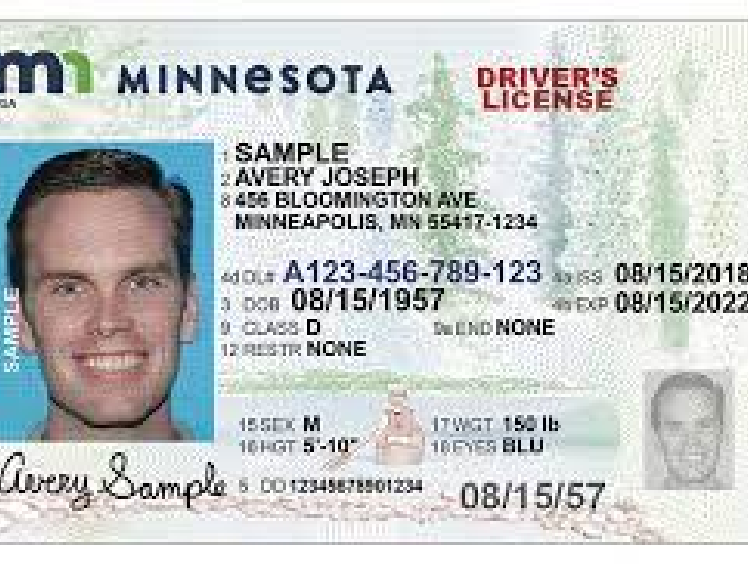 mn MINNESOTA
USA
DRIVER'S
LICENSE
1 SAMPLE
2 AVERY JOSEPH
8 456 BLOOMINGTON AVE
MINNEAPOLIS, MN 55417-1234
4d DL# A123-456-789-123 4a ISS 08/15/2018
3 DOB 08/15/1957 4b EXP 08/15/2022
9 CLASS D 9a END NONE
12 RESTR NONE
SAMPLE
15 SEX M 17 WGT 150 lb
16 HGT 5'-10" 18 EYES BLU
Avery Sample 5 DD 12345678901234 08/15/57